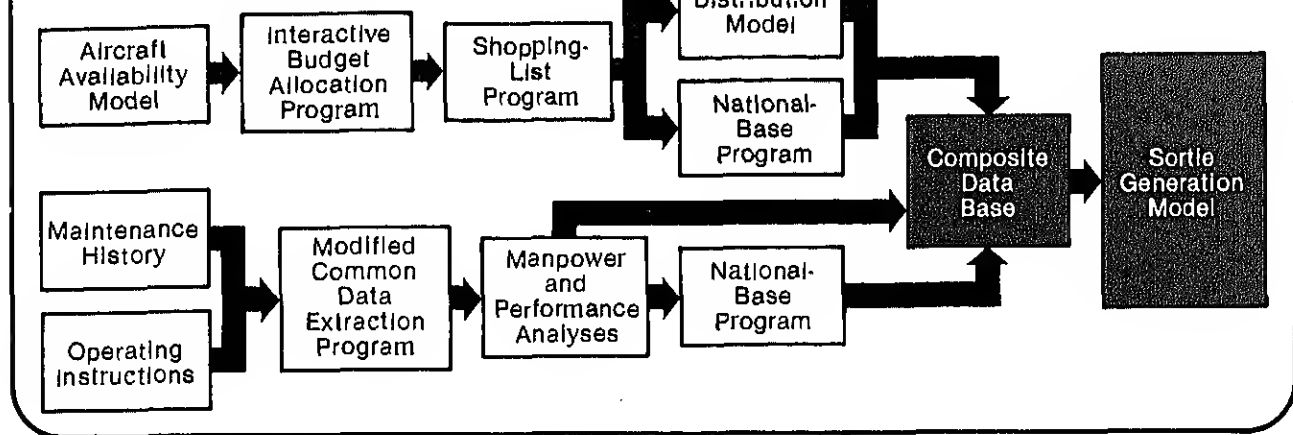 Distribution
Model
Aircraft
Availability
Model
Interactive
Budget
Allocation
Program
Shopping-
List
Program
National-
Base
Program
Composite
Data
Base
Sortie
Generation
Model
Maintenance
History
Modified
Common
Data
Extraction
Program
Manpower
and
Performance
Analyses
National-
Base
Program
Operating
Instructions